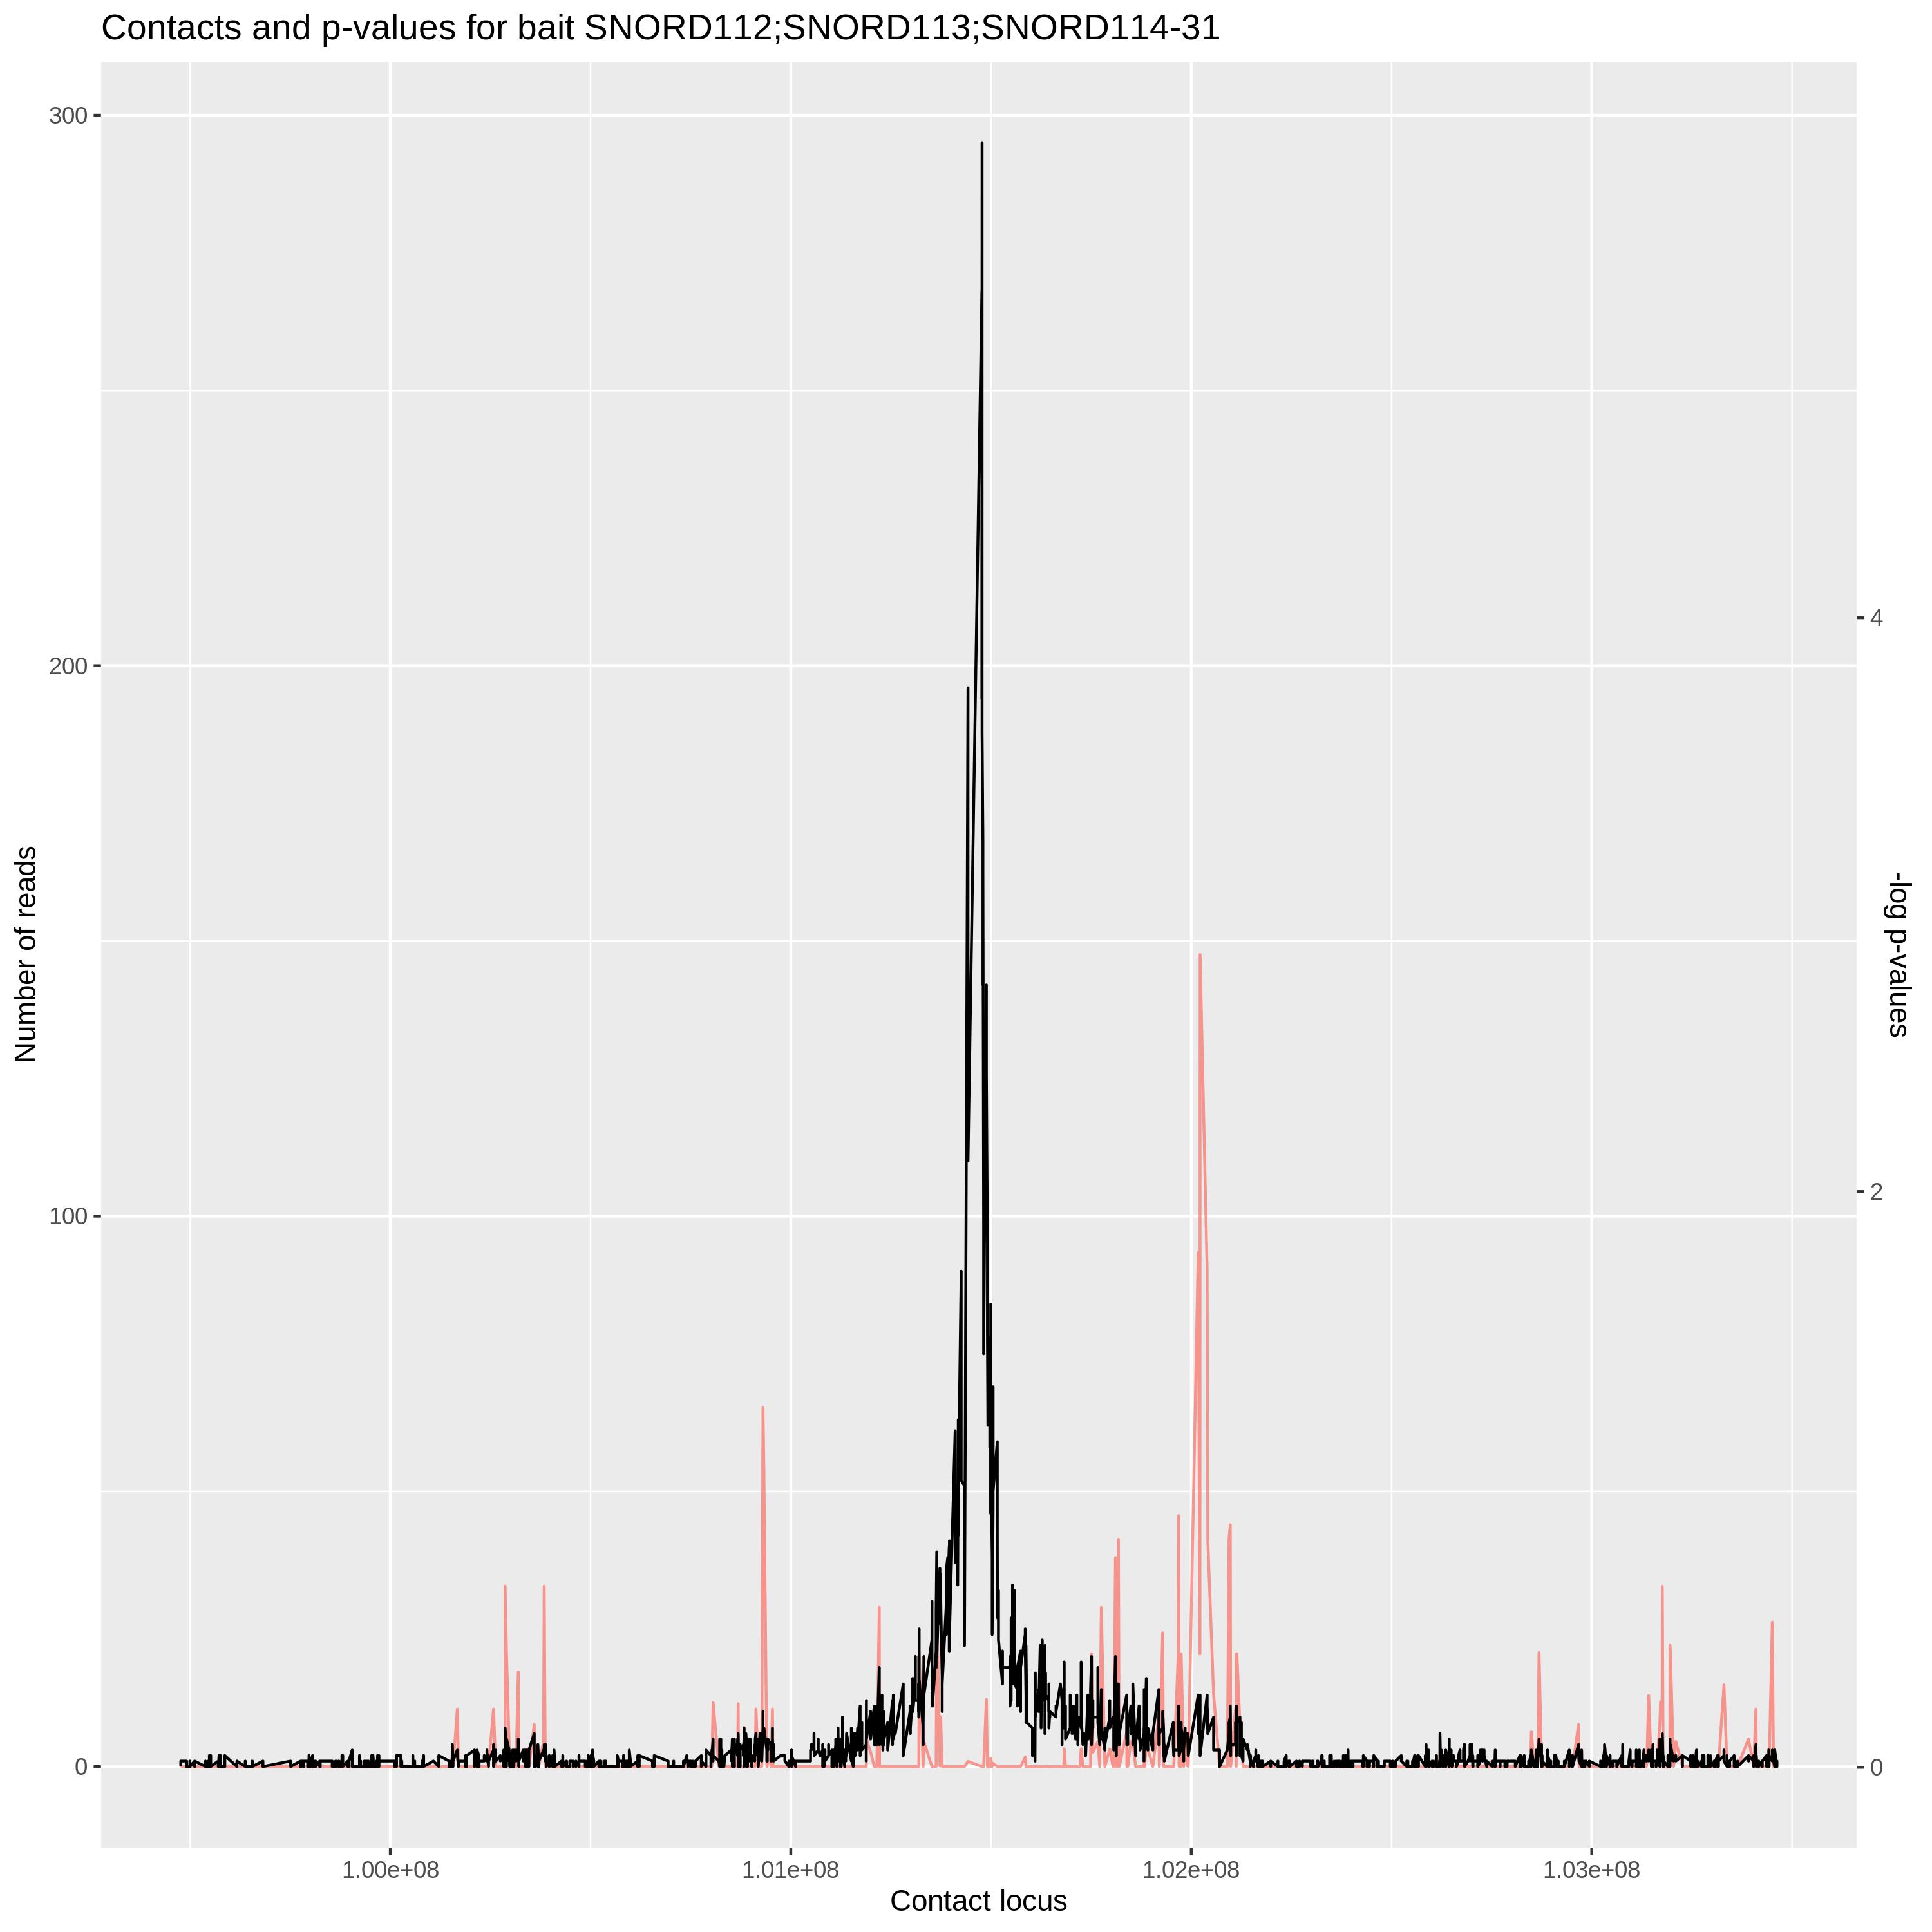 Contacts and p-values for bait SNORD112;SNORD113;SNORD114-31
300
200
100
0
Number of reads
4
2
0
-log p-values
1.00e+08
1.01e+08
1.02e+08
1.03e+08
Contact locus